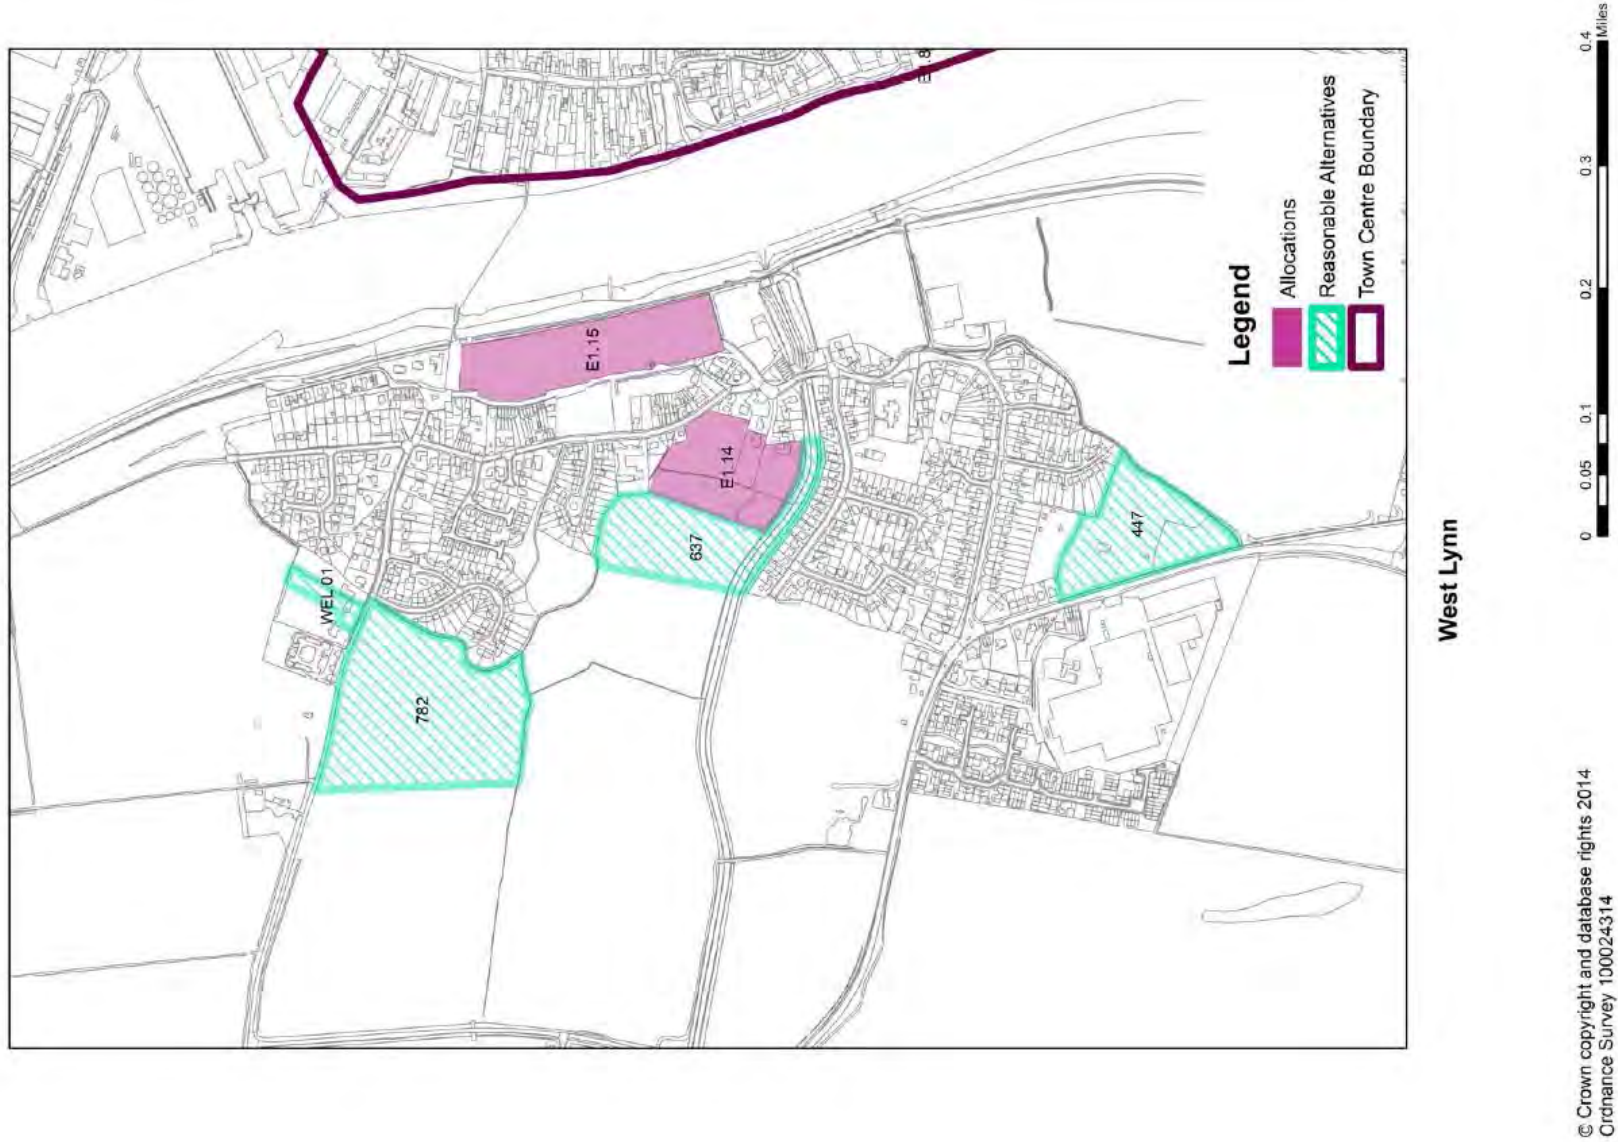 E1.8
E1.15
E1.14
637
WEL01
782
447
Legend
Allocations
Reasonable Alternatives
Town Centre Boundary
West Lynn
0 0.05 0.1 0.2 0.3 0.4
Miles
© Crown copyright and database rights 2014
Ordnance Survey 100024314